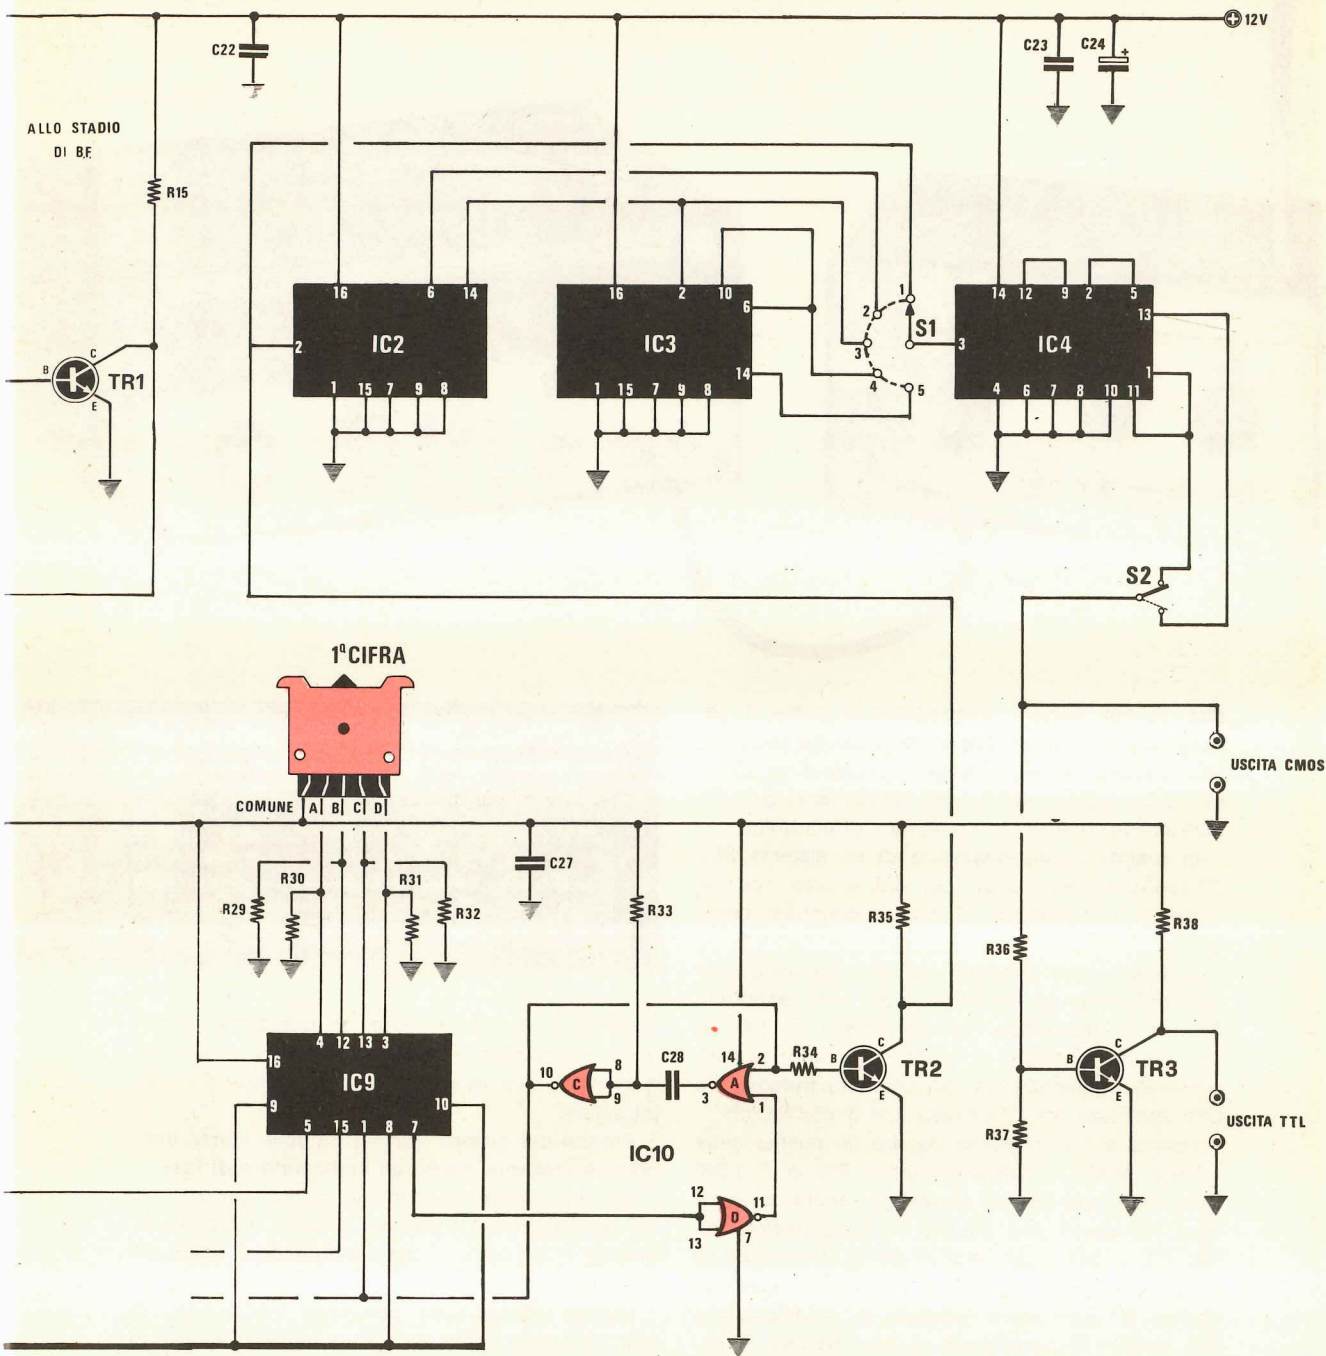 12V
C22
C23
C24
+
ALLO STADIO
DI B.F.
R15
16
6
14
16
2
10
14
12
9
2
5
1
2
IC2
IC3
6
2
S1
3
IC4
13
3
B
C
TR1
E
14
4
5
1
1
15
7
9
8
1
15
7
9
8
4
6
7
8
10
11
S2
1ª CIFRA
USCITA CMOS
COMUNE
A
B
C
D
C27
R30
R31
R29
R32
R33
R35
R36
R38
4
12
13
3
16
IC9
10
C
8
9
C28
14
A
2
R34
B
C
TR2
B
C
TR3
9
10
3
1
E
E
5
15
1
8
7
IC10
R37
USCITA TTL
12
D
11
13
7